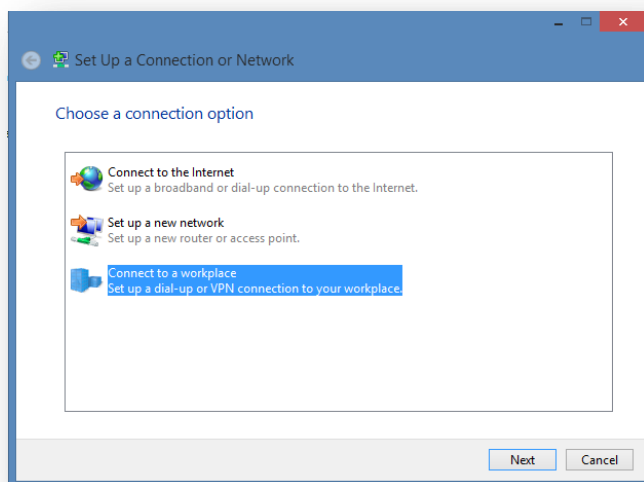 Set Up a Connection or Network
Choose a connection option
Connect to the Internet
Set up a broadband or dial-up connection to the Internet.
Set up a new network
Set up a new router or access point.
Connect to a workplace
Set up a dial-up or VPN connection to your workplace.
Next Cancel